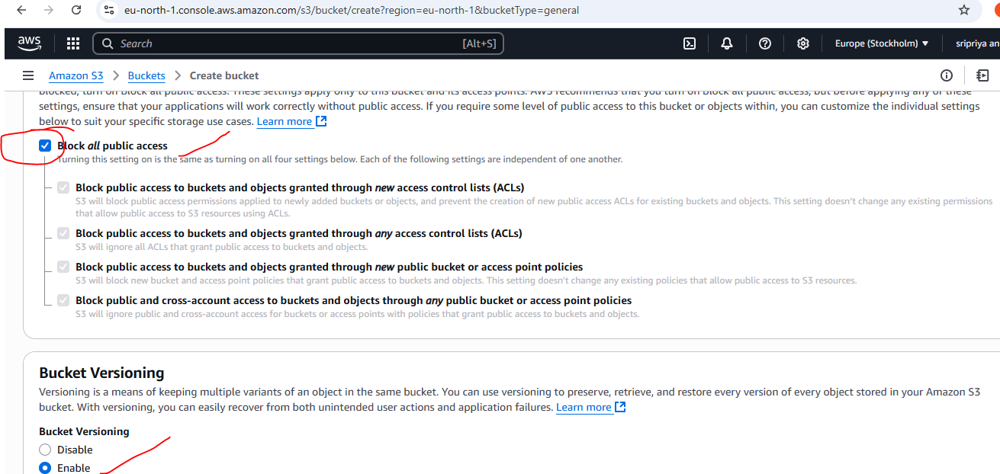 eu-north-1.console.aws.amazon.com/s3/bucket/create?region=eu-north-1&bucketType=general
aws
Search
[Alt+S]
Europe (Stockholm)
sripriya an
Amazon S3
Buckets
Create bucket
blocked, turn on Block all public access. These settings apply only to this bucket and its access points. AWS recommends that you turn on Block all public access, but before applying any of these
settings, ensure that your applications will work correctly without public access. If you require some level of public access to this bucket or objects within, you can customize the individual settings
below to suit your specific storage use cases. Learn more
Block all public access
Turning this setting on is the same as turning on all four settings below. Each of the following settings are independent of one another.
Block public access to buckets and objects granted through new access control lists (ACLs)
S3 will block public access permissions applied to newly added buckets or objects, and prevent the creation of new public access ACLs for existing buckets and objects. This setting doesn't change any existing permissions
that allow public access to S3 resources using ACLs.
Block public access to buckets and objects granted through any access control lists (ACLs)
S3 will ignore all ACLs that grant public access to buckets and objects.
Block public access to buckets and objects granted through new public bucket or access point policies
S3 will block new bucket and access point policies that grant public access to buckets and objects. This setting doesn't change any existing policies that allow public access to S3 resources.
Block public and cross-account access to buckets and objects through any public bucket or access point policies
S3 will ignore public and cross-account access for buckets or access points with policies that grant public access to buckets and objects.
Bucket Versioning
Versioning is a means of keeping multiple variants of an object in the same bucket. You can use versioning to preserve, retrieve, and restore every version of every object stored in your Amazon S3
bucket. With versioning, you can easily recover from both unintended user actions and application failures. Learn more
Bucket Versioning
Disable
Enable